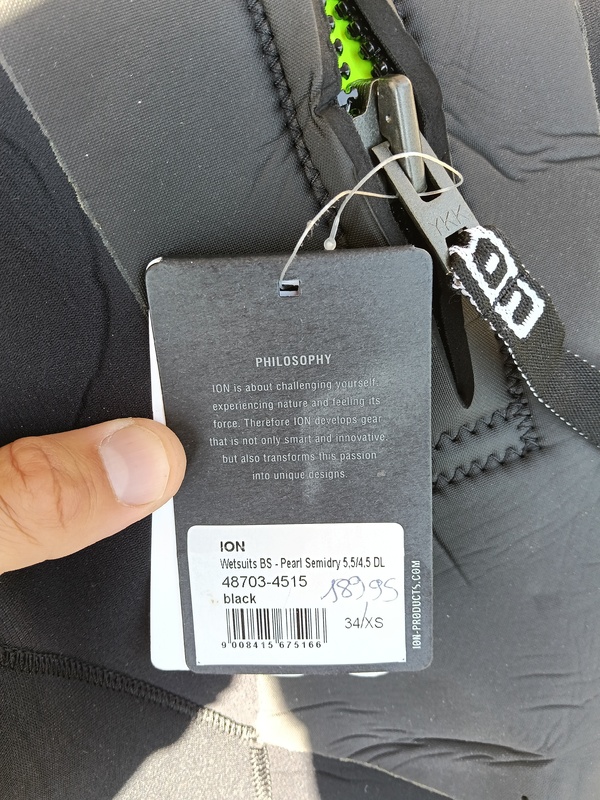 YKK
ION
PHILOSOPHY
ION is about challenging yourself,
experiencing nature and feeling its
force. Therefore ION develops gear
that is not only smart and innovative,
but also transforms this passion
into unique designs.
ION
Wetsuits BS - Pearl Semidry 5,5/4,5 DL
48703-4515
189,95
black
34/XS
9 008415 675166
ION-PRODUCTS.COM